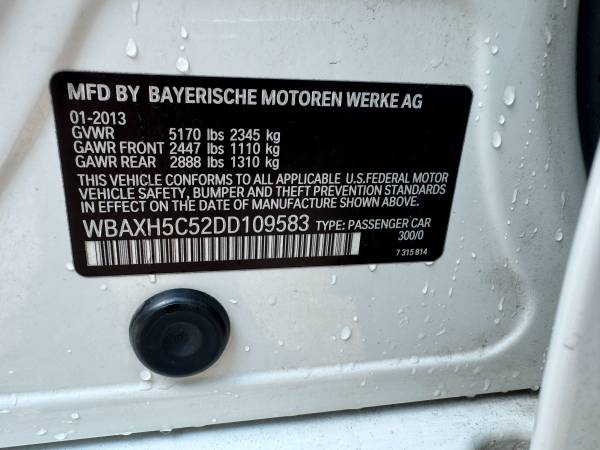 MFD BY BAYERISCHE MOTOREN WERKE AG
01-2013
GVWR 5170 lbs 2345 kg
GAWR FRONT 2447 lbs 1110 kg
GAWR REAR 2888 lbs 1310 kg
THIS VEHICLE CONFORMS TO ALL APPLICABLE U.S.FEDERAL MOTOR
VEHICLE SAFETY, BUMPER AND THEFT PREVENTION STANDARDS
IN EFFECT ON THE DATE OF MANUFACTURE SHOWN ABOVE
WBAXH5C52DD109583 TYPE: PASSENGER CAR
300/0
7 315 814